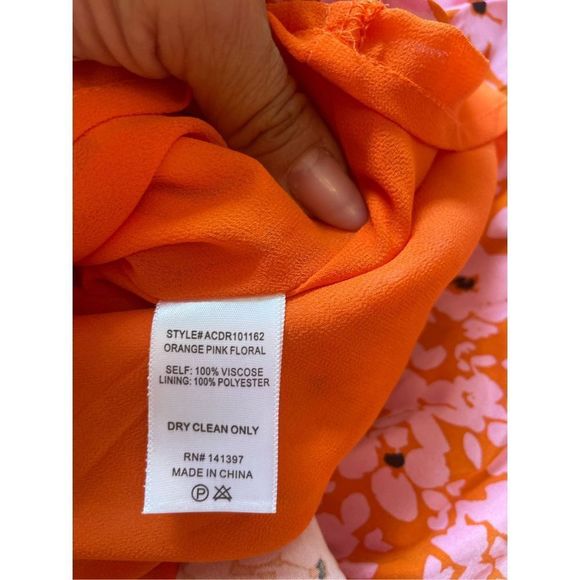 STYLE# ACDR101162
ORANGE PINK FLORAL
SELF: 100% VISCOSE
LINING: 100% POLYESTER
DRY CLEAN ONLY
RN# 141397
MADE IN CHINA
P